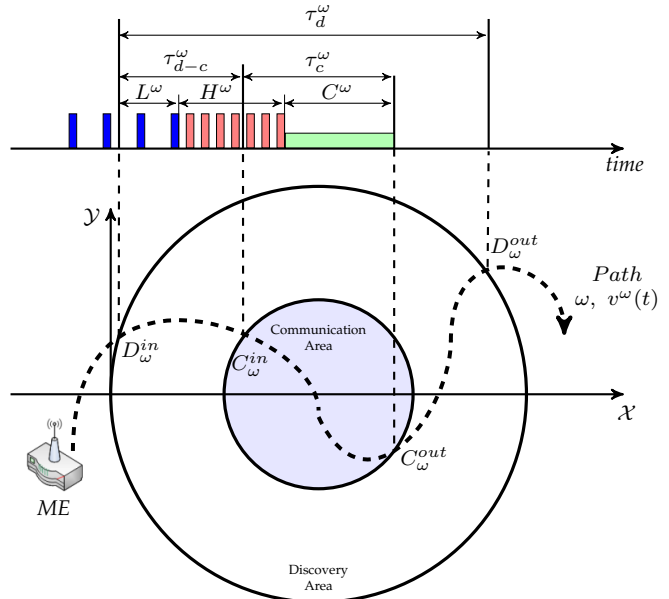 τ_d^ω
τ_{d−c}^ω τ_c^ω
L^ω H^ω C^ω
time
𝒴
D_ω^{out}
Path
ω, v^ω(t)
Communication
Area
D_ω^{in}
C_ω^{in}
𝒳
C_ω^{out}
ME
Discovery
Area